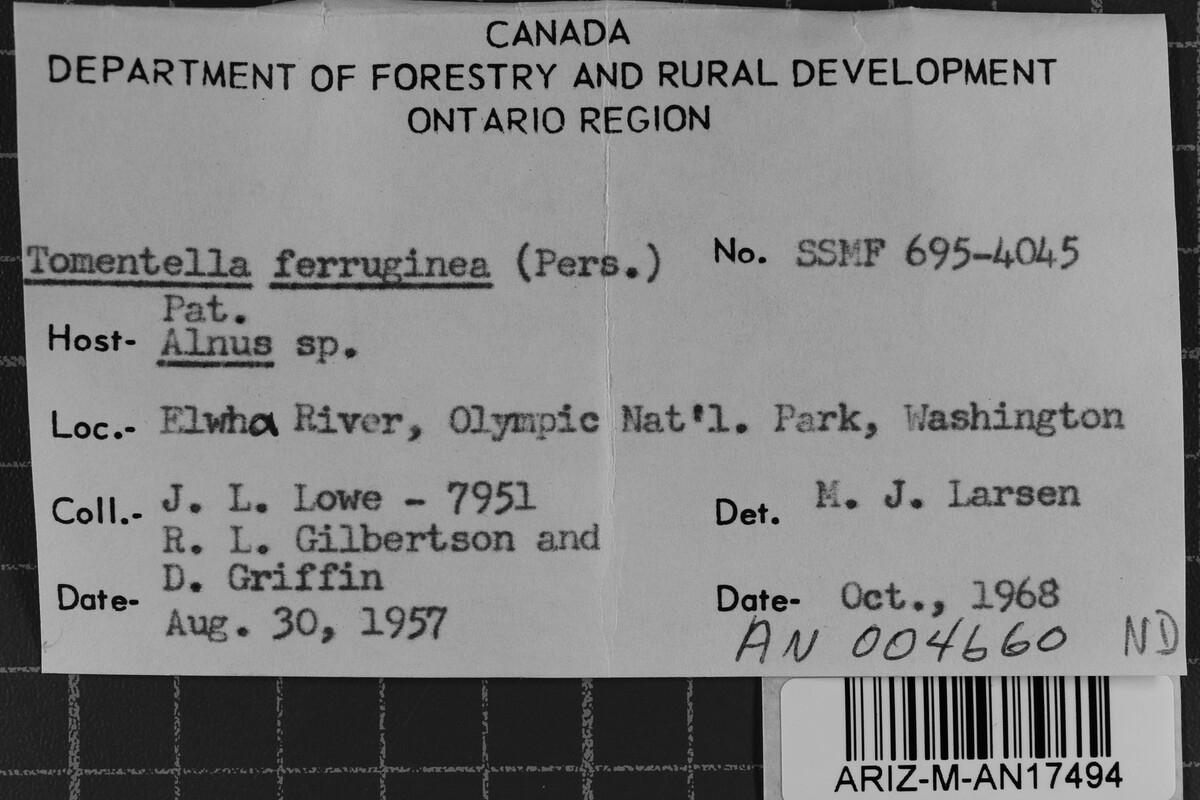 CANADA
DEPARTMENT OF FORESTRY AND RURAL DEVELOPMENT
ONTARIO REGION
Tomentella ferruginea (Pers.) No. SSMF 695-4045
Pat.
Host- Alnus sp.
Loc.- Elwha River, Olympic Nat'l. Park, Washington
Coll.- J. L. Lowe - 7951 Det. M. J. Larsen
R. L. Gilbertson and
D. Griffin
Date- Aug. 30, 1957 Date- Oct., 1968
AN 004660 ND
ARIZ-M-AN17494